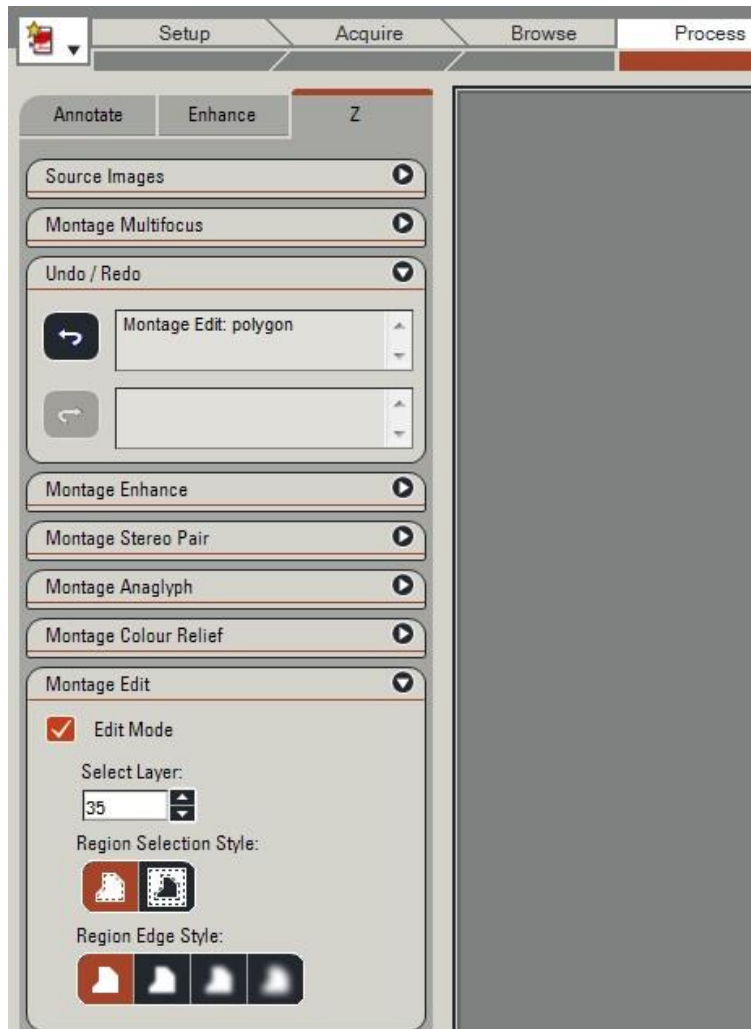 Setup
Acquire
Browse
Process
Annotate
Enhance
Z
Source Images
Montage Multifocus
Undo / Redo
Montage Edit: polygon
Montage Enhance
Montage Stereo Pair
Montage Anaglyph
Montage Colour Relief
Montage Edit
Edit Mode
Select Layer:
35
Region Selection Style:
Region Edge Style: